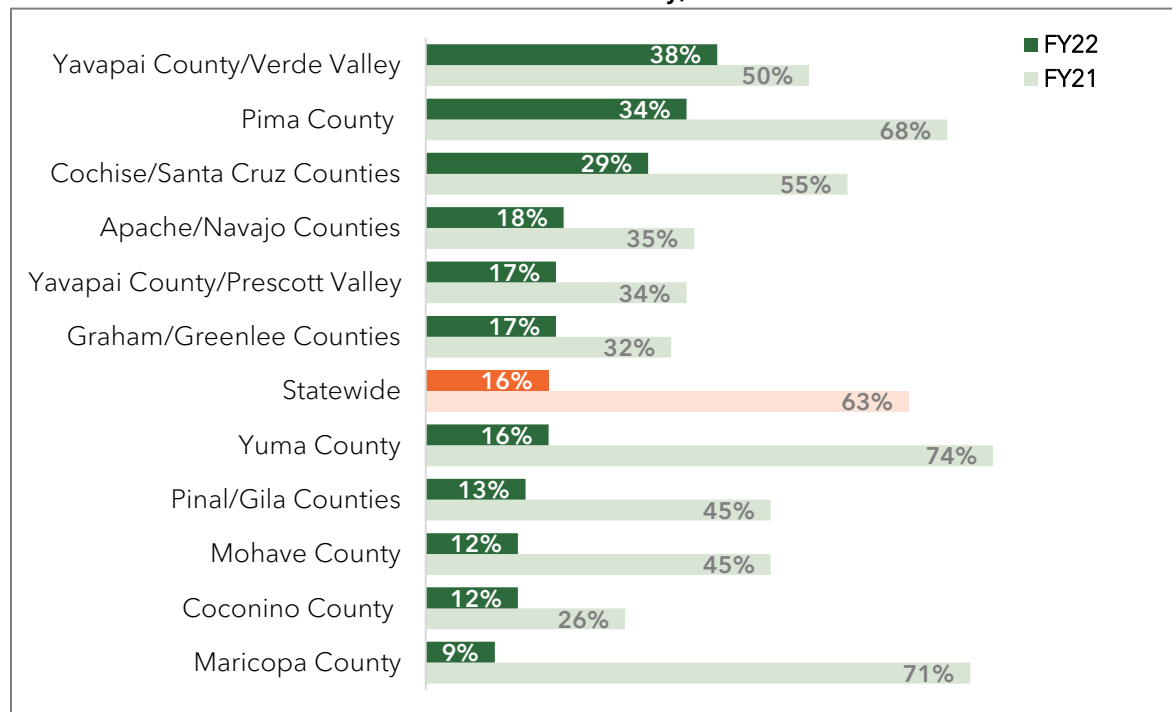 FY22
FY21
Yavapai County/Verde Valley
38%
50%
Pima County
34%
68%
Cochise/Santa Cruz Counties
29%
55%
Apache/Navajo Counties
18%
35%
Yavapai County/Prescott Valley
17%
34%
Graham/Greenlee Counties
17%
32%
Statewide
16%
63%
Yuma County
16%
74%
Pinal/Gila Counties
13%
45%
Mohave County
12%
45%
Coconino County
12%
26%
Maricopa County
9%
71%